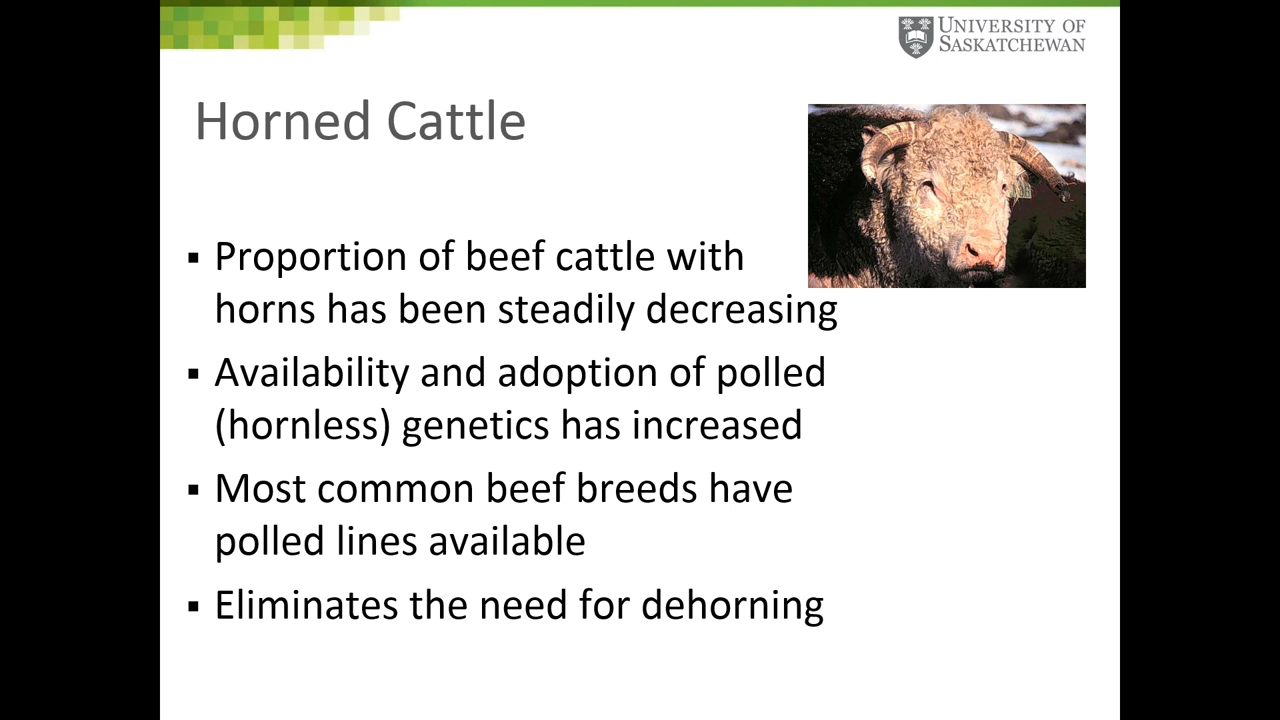 UNIVERSITY OF
SASKATCHEWAN
Horned Cattle
▪ Proportion of beef cattle with
horns has been steadily decreasing
▪ Availability and adoption of polled
(hornless) genetics has increased
▪ Most common beef breeds have
polled lines available
▪ Eliminates the need for dehorning